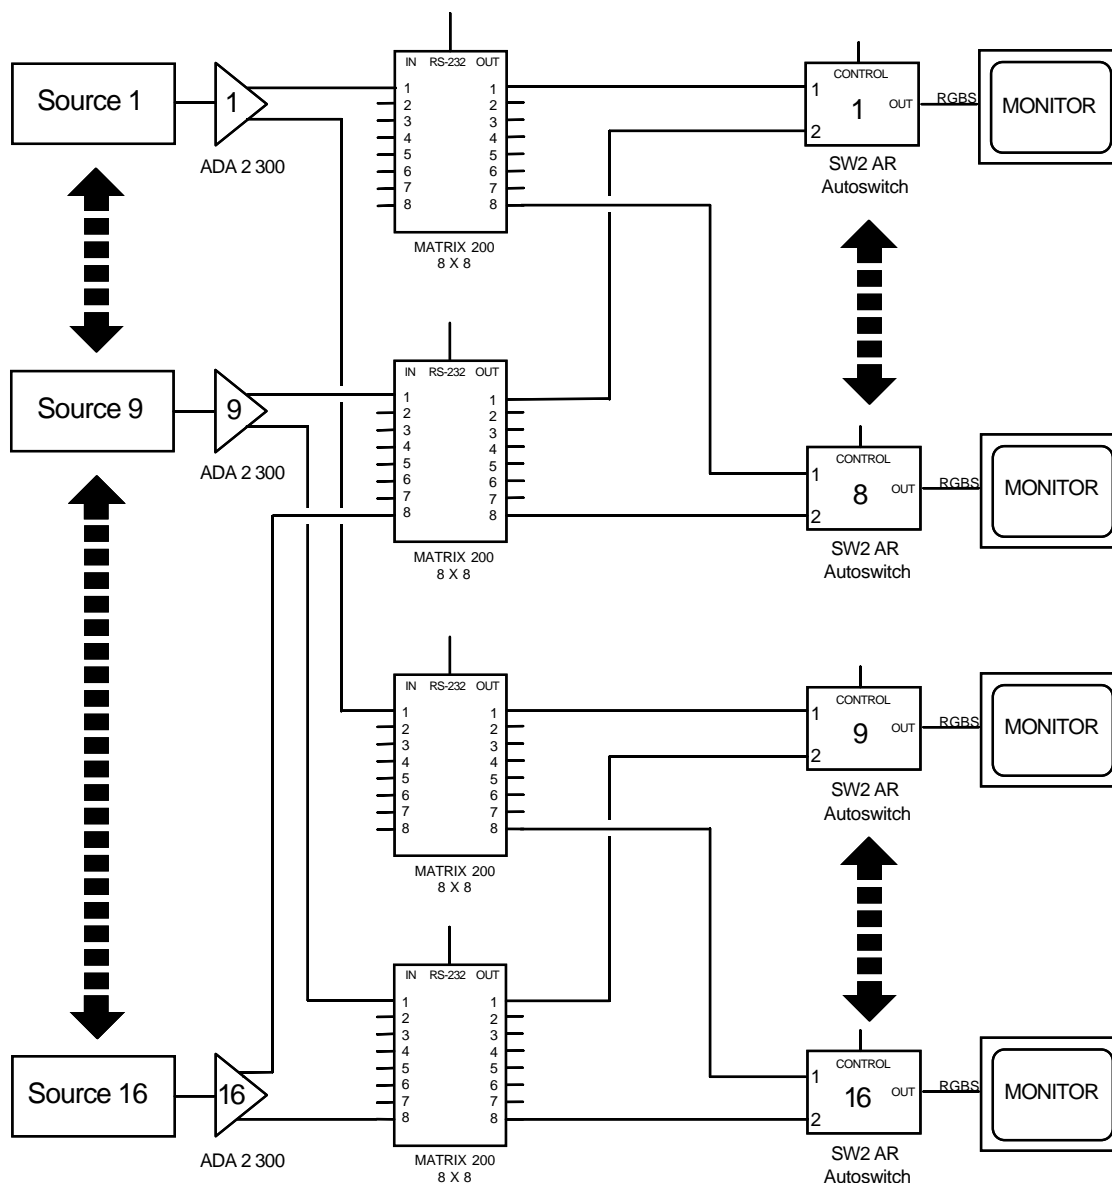 Source 1
1
ADA 2 300
IN RS-232 OUT
1 1
2 2
3 3
4 4
5 5
6 6
7 7
8 8
MATRIX 200
8 X 8
CONTROL
1
1
OUT
2
SW2 AR
Autoswitch
RGBS
MONITOR
Source 9
9
ADA 2 300
IN RS-232 OUT
1 1
2 2
3 3
4 4
5 5
6 6
7 7
8 8
MATRIX 200
8 X 8
CONTROL
1
8
OUT
2
SW2 AR
Autoswitch
RGBS
MONITOR
IN RS-232 OUT
1 1
2 2
3 3
4 4
5 5
6 6
7 7
8 8
MATRIX 200
8 X 8
CONTROL
1
9
OUT
2
SW2 AR
Autoswitch
RGBS
MONITOR
Source 16
16
ADA 2 300
IN RS-232 OUT
1 1
2 2
3 3
4 4
5 5
6 6
7 7
8 8
MATRIX 200
8 X 8
CONTROL
1
16
OUT
2
SW2 AR
Autoswitch
RGBS
MONITOR